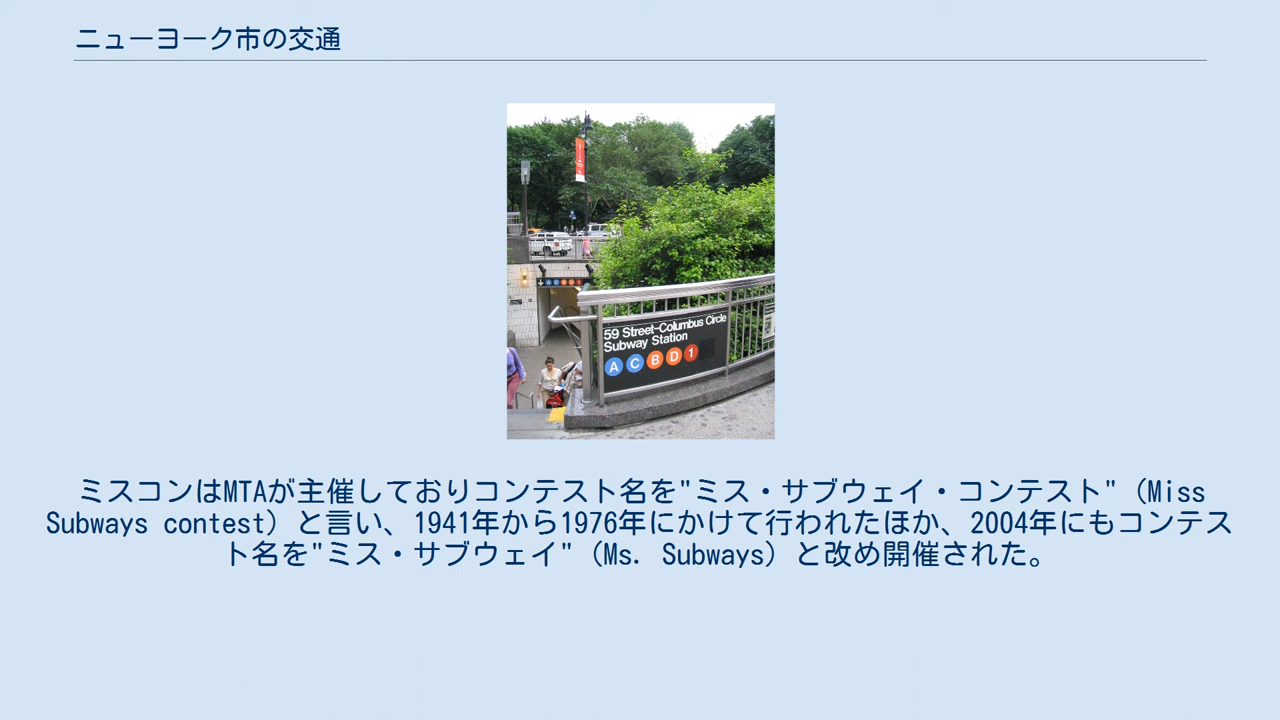 ニューヨーク市の交通
59 Street-Columbus Circle
Subway Station
A C B D 1
ミスコンはMTAが主催しておりコンテスト名を"ミス・サブウェイ・コンテスト"（Miss
Subways contest）と言い、1941年から1976年にかけて行われたほか、2004年にもコンテス
ト名を"ミス・サブウェイ"（Ms. Subways）と改め開催された。